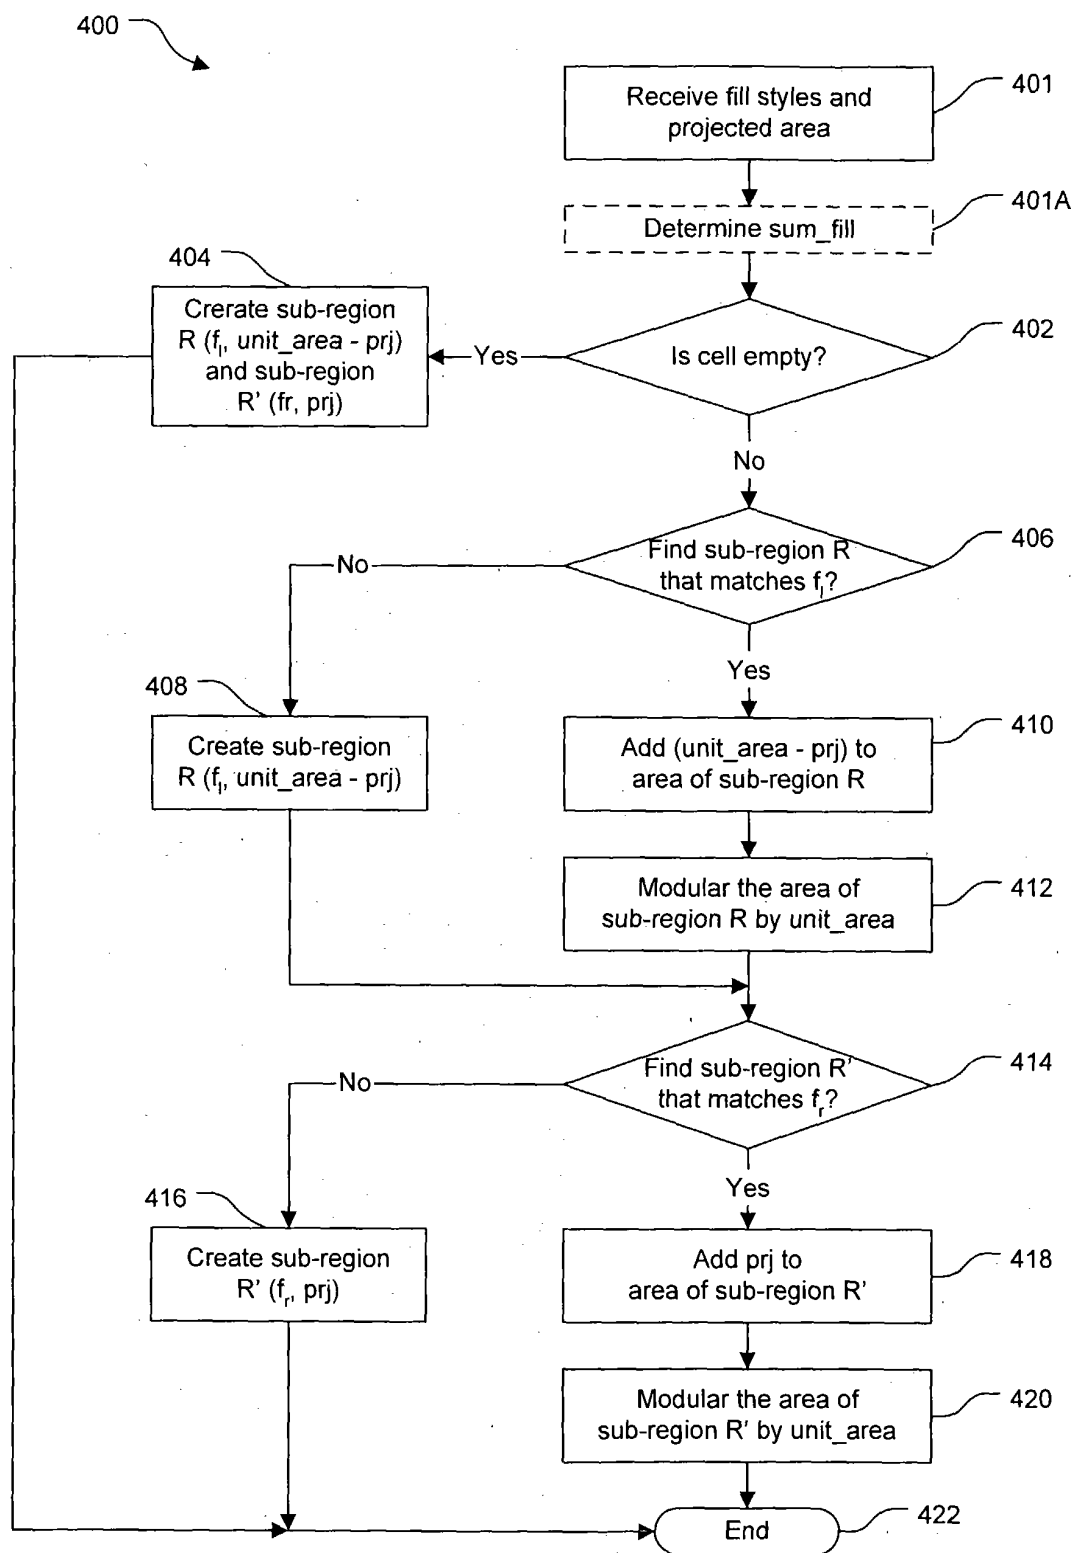 400
401
Receive fill styles and
projected area
401A
Determine sum_fill
404
Crerate sub-region
R (fl, unit_area - prj)
and sub-region
R' (fr, prj)
Yes
Is cell empty?
402
No
Find sub-region R
that matches fl?
406
No
Yes
408
Create sub-region
R (fl, unit_area - prj)
Add (unit_area - prj) to
area of sub-region R
410
Modular the area of
sub-region R by unit_area
412
Find sub-region R'
that matches fr?
414
No
Yes
416
Create sub-region
R' (fr, prj)
Add prj to
area of sub-region R'
418
Modular the area of
sub-region R' by unit_area
420
End
422